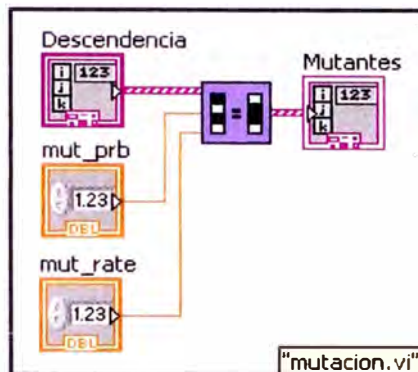 Descendencia
i
j
k
123
Mutantes
i
j
k
123
=
mut_prb
1.23
DBL
mut_rate
1.23
DBL
"mutacion.vi"